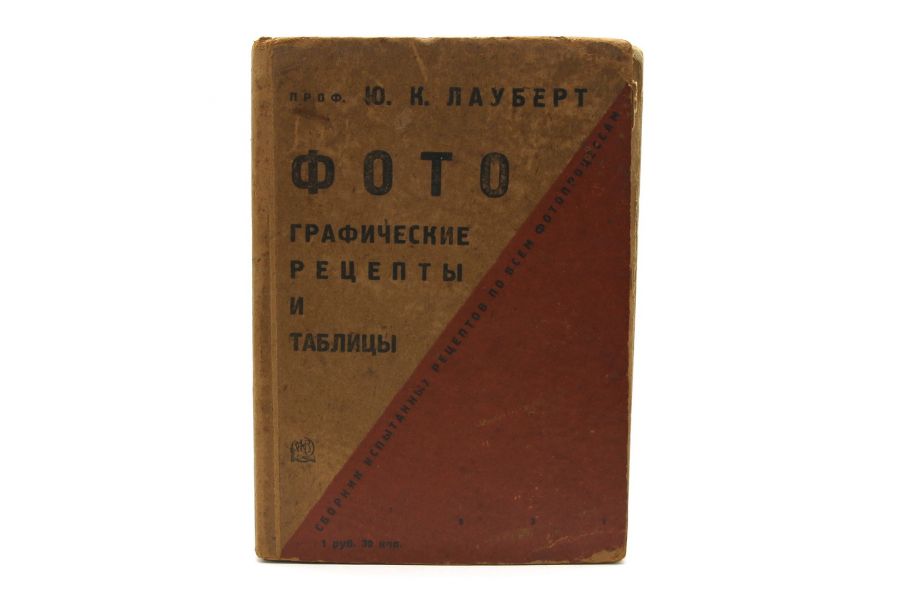 ПРОФ. Ю. К. ЛАУБЕРТ
ФОТО
ГРАФИЧЕСКИЕ
РЕЦЕПТЫ
И
ТАБЛИЦЫ
СБОРНИК ИСПЫТАННЫХ РЕЦЕПТОВ ПО ВСЕМ ФОТОПРОЦЕССАМ
1 руб. 30 коп.